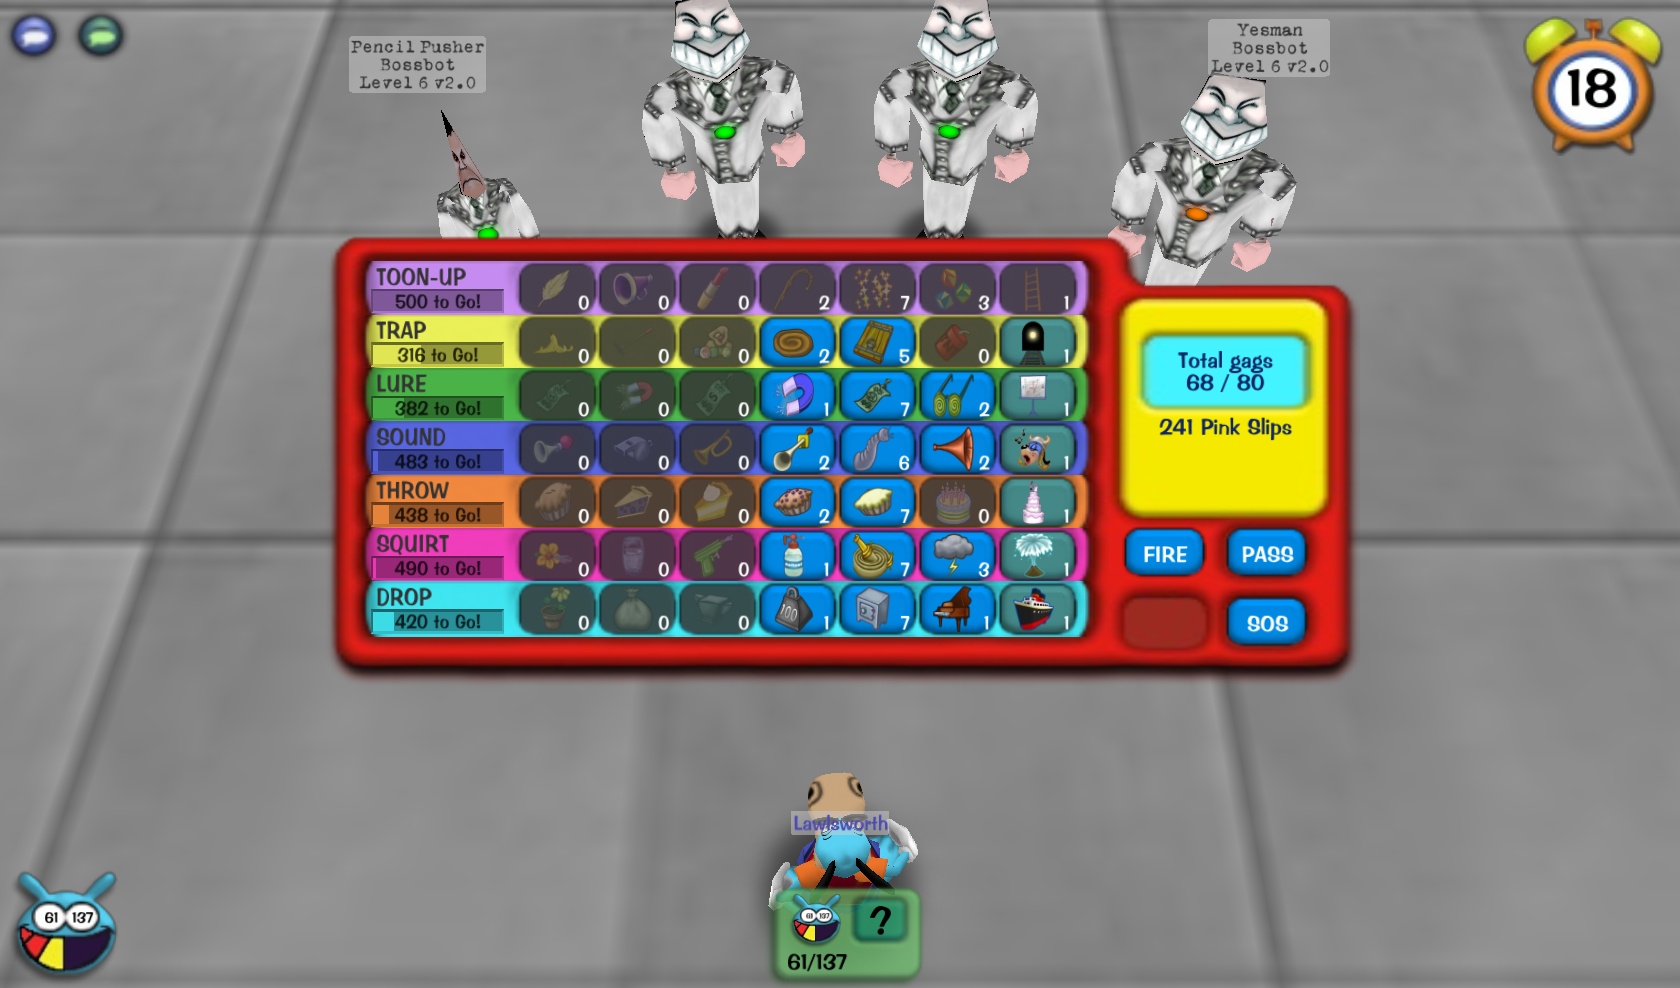 Pencil Pusher
Bossbot
Level 6 v2.0
Yesman
Bossbot
Level 6 v2.0
18
TOON-UP
500 to Go!
0 0 0 2 7 3 1
TRAP
316 to Go!
0 0 0 2 5 0 1
LURE
382 to Go!
0 0 0 1 7 2 1
SOUND
483 to Go!
0 0 0 2 6 2 1
THROW
438 to Go!
0 0 0 2 7 0 1
SQUIRT
490 to Go!
0 0 0 1 7 3 1
DROP
420 to Go!
0 0 0 1 7 1 1
100
Total gags
68 / 80
241 Pink Slips
FIRE
PASS
SOS
Lawlsworth
61 137
61 137
?
61/137